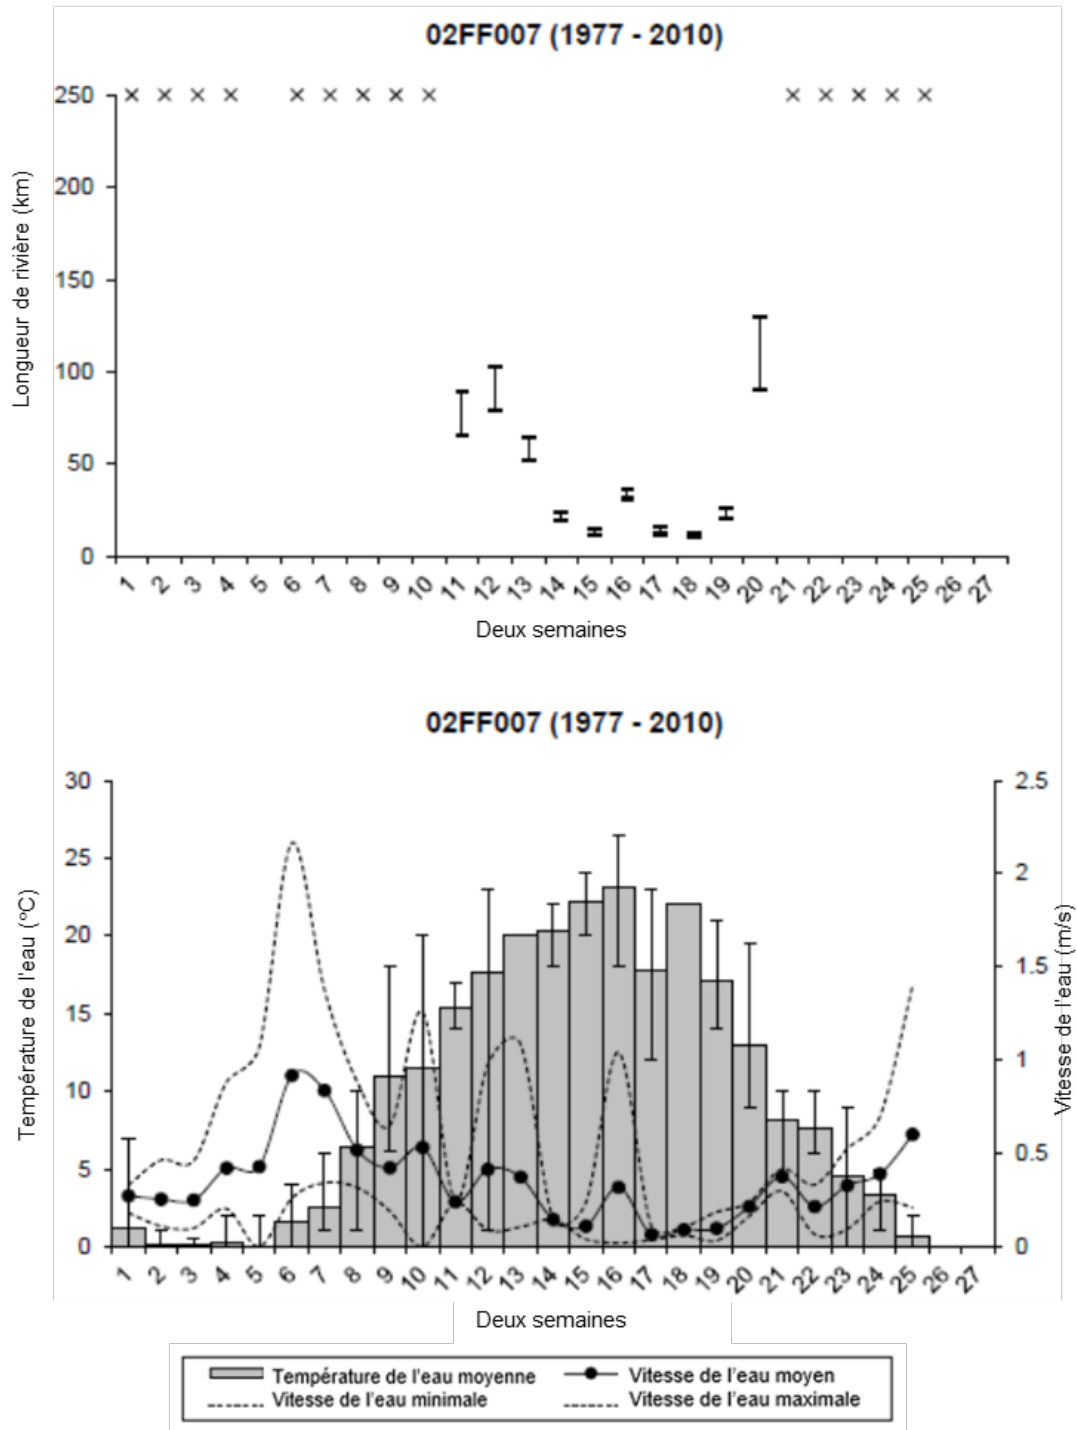 02FF007 (1977 - 2010)
250
200
150
100
50
0
Longueur de rivière (km)
1 2 3 4 5 6 7 8 9 10 11 12 13 14 15 16 17 18 19 20 21 22 23 24 25 26 27
Deux semaines
02FF007 (1977 - 2010)
30
25
20
15
10
5
0
Température de l'eau (°C)
2.5
2
1.5
1
0.5
0
Vitesse de l'eau (m/s)
1 2 3 4 5 6 7 8 9 10 11 12 13 14 15 16 17 18 19 20 21 22 23 24 25 26 27
Deux semaines
Température de l'eau moyenne
Vitesse de l'eau moyen
Vitesse de l'eau minimale
Vitesse de l'eau maximale